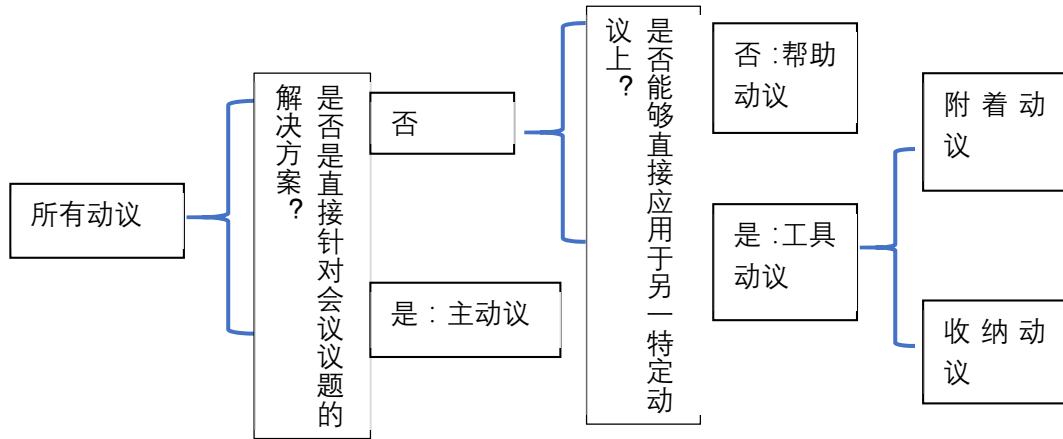 所有动议
是否是直接针对会议议题的
解决方案?
否
是：主动议
是否能够直接应用于另一特定动
议上?
否：帮助
动议
是：工具
动议
附着动
议
收纳动
议